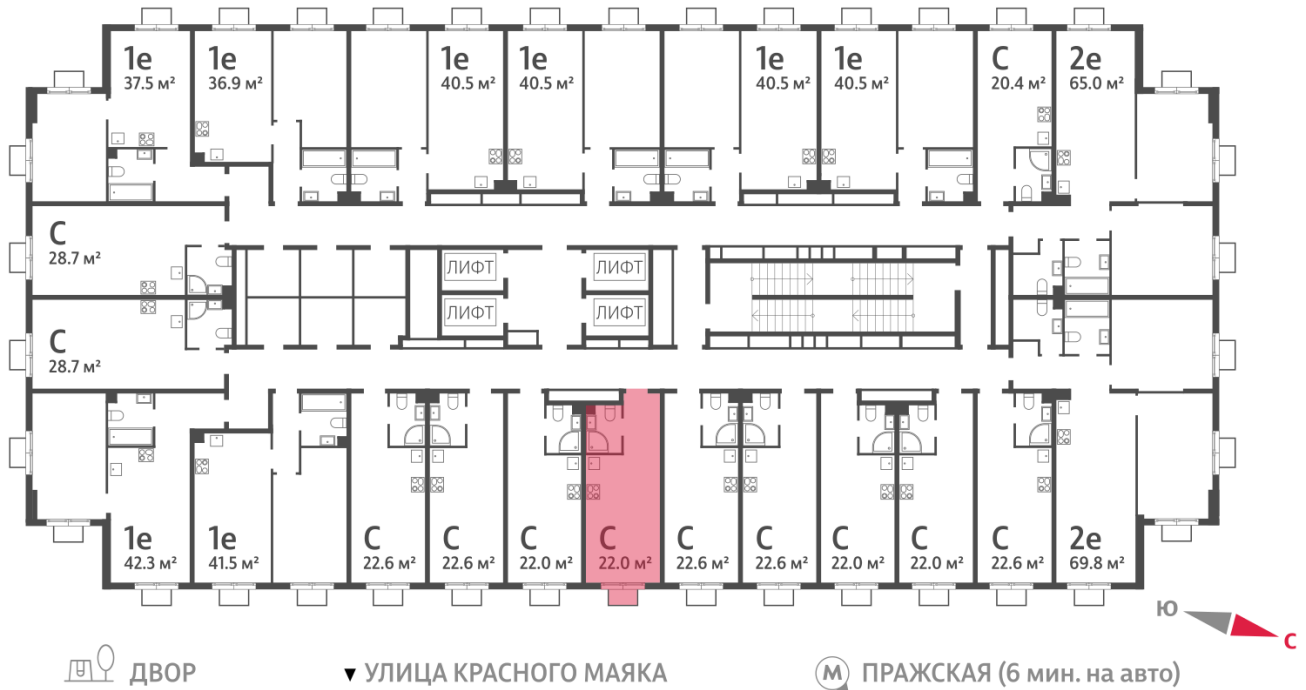 1е
37.5 м²
1е
36.9 м²
1е
40.5 м²
1е
40.5 м²
1е
40.5 м²
1е
40.5 м²
С
20.4 м²
2е
65.0 м²
С
28.7 м²
ЛИФТ
ЛИФТ
ЛИФТ
ЛИФТ
С
28.7 м²
1е
42.3 м²
1е
41.5 м²
С
22.6 м²
С
22.6 м²
С
22.0 м²
С
22.0 м²
С
22.6 м²
С
22.6 м²
С
22.0 м²
С
22.0 м²
С
22.6 м²
2е
69.8 м²
Ю
С
ДВОР
▼ УЛИЦА КРАСНОГО МАЯКА
М ПРАЖСКАЯ (6 мин. на авто)